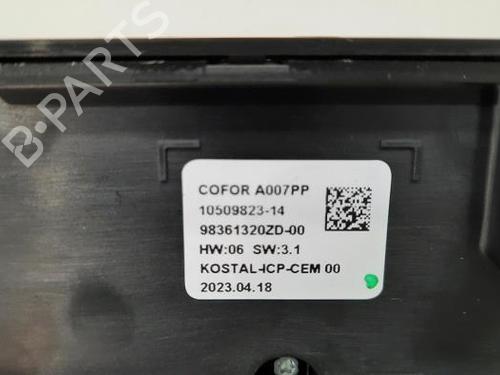 B-PARTS
COFOR A007PP
10509823-14
98361320ZD-00
HW:06 SW:3.1
KOSTAL-ICP-CEM 00
2023.04.18